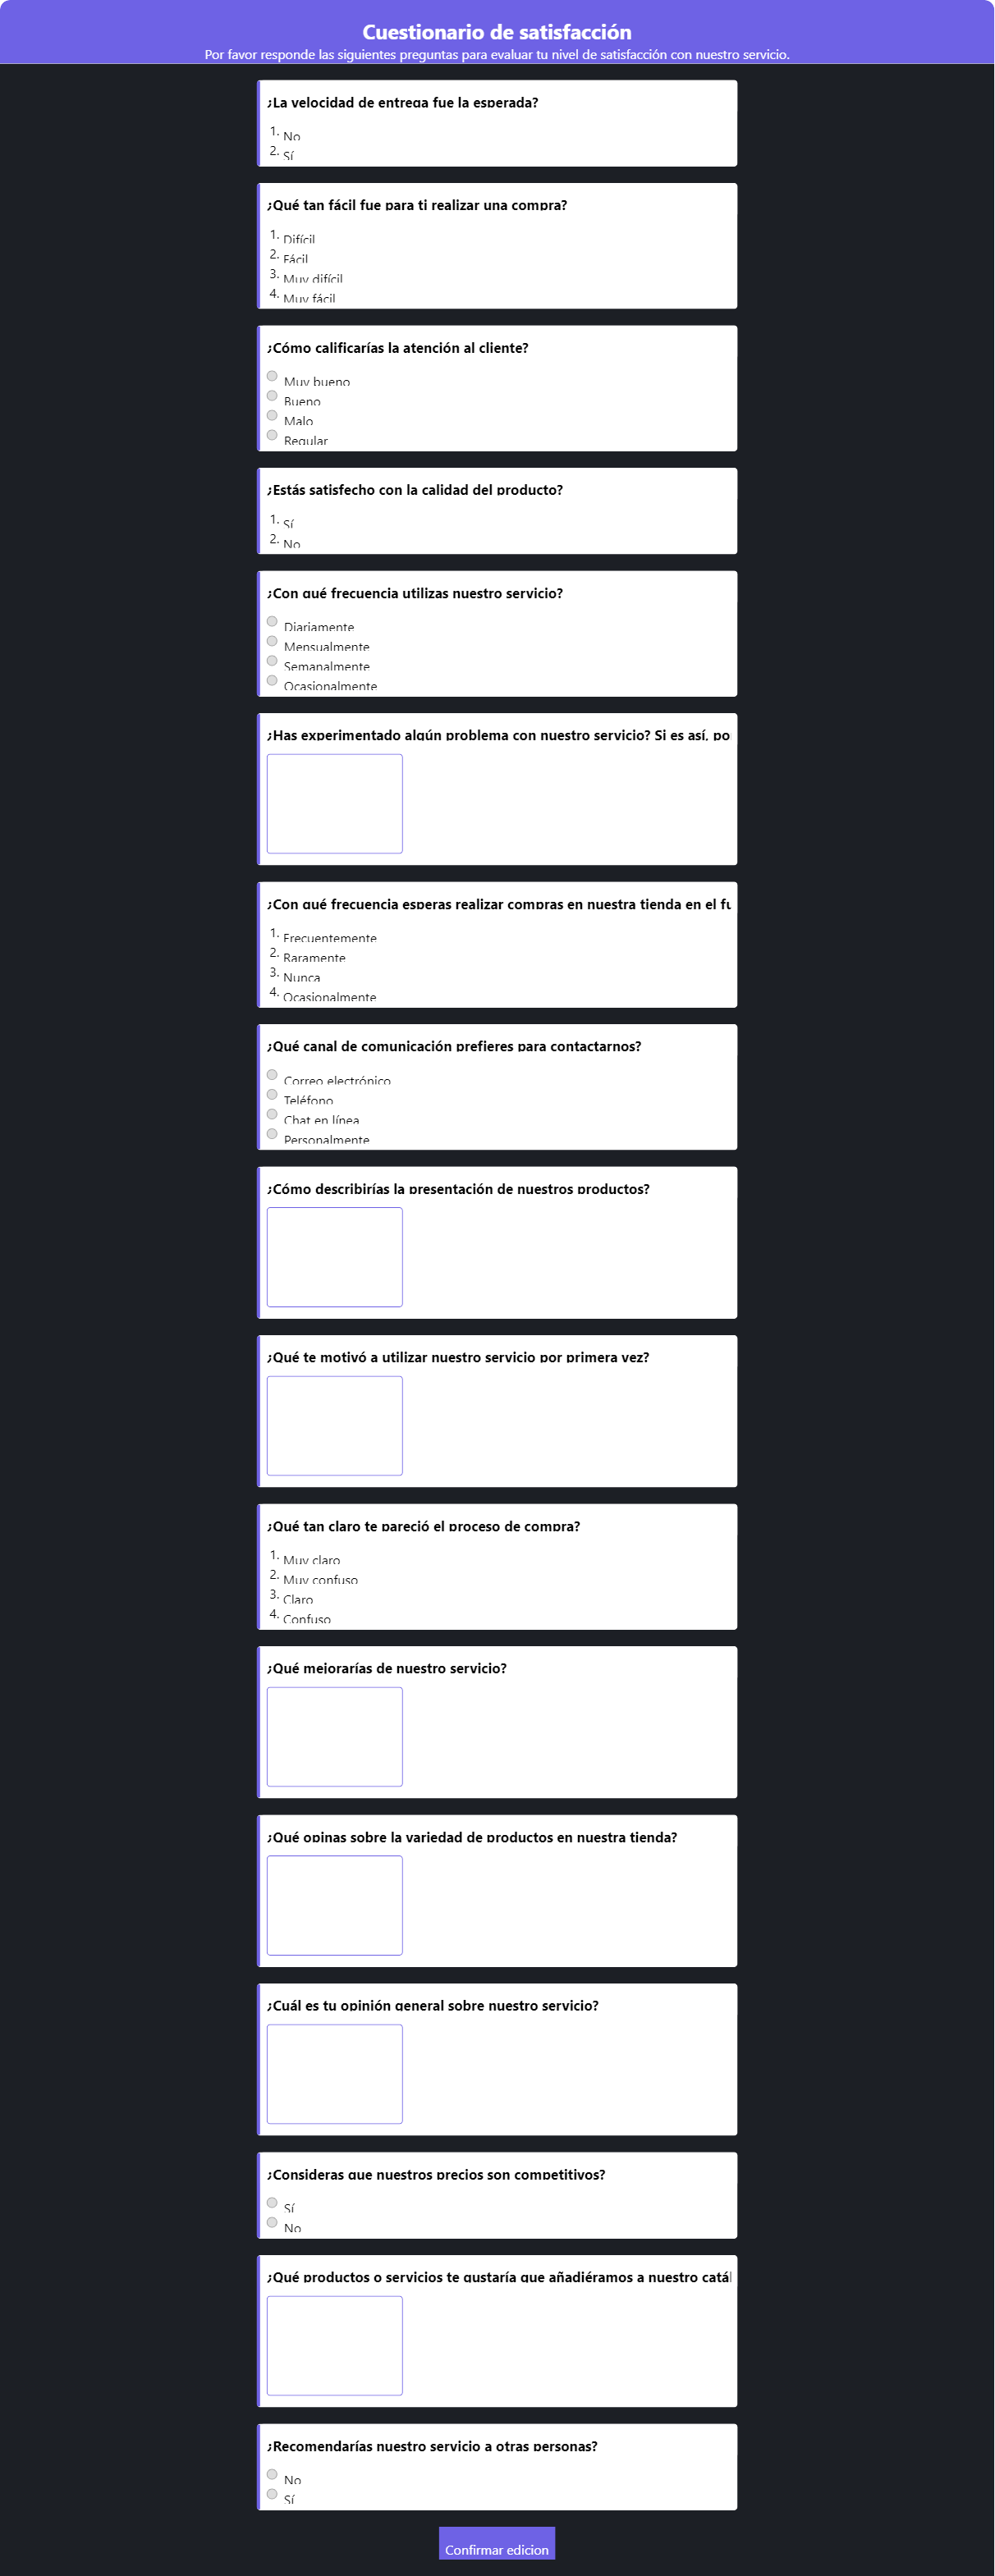 Cuestionario de satisfacción
Por favor responde las siguientes preguntas para evaluar tu nivel de satisfacción con nuestro servicio.
¿La velocidad de entrega fue la esperada?
1. No
2. Sí
¿Qué tan fácil fue para ti realizar una compra?
1. Difícil
2. Fácil
3. Muy difícil
4. Muy fácil
¿Cómo calificarías la atención al cliente?
Muy bueno
Bueno
Malo
Regular
¿Estás satisfecho con la calidad del producto?
1. Sí
2. No
¿Con qué frecuencia utilizas nuestro servicio?
Diariamente
Mensualmente
Semanalmente
Ocasionalmente
¿Has experimentado algún problema con nuestro servicio? Si es así, po
¿Con qué frecuencia esperas realizar compras en nuestra tienda en el fu
1. Frecuentemente
2. Raramente
3. Nunca
4. Ocasionalmente
¿Qué canal de comunicación prefieres para contactarnos?
Correo electrónico
Teléfono
Chat en línea
Personalmente
¿Cómo describirías la presentación de nuestros productos?
¿Qué te motivó a utilizar nuestro servicio por primera vez?
¿Qué tan claro te pareció el proceso de compra?
1. Muy claro
2. Muy confuso
3. Claro
4. Confuso
¿Qué mejorarías de nuestro servicio?
¿Qué opinas sobre la variedad de productos en nuestra tienda?
¿Cuál es tu opinión general sobre nuestro servicio?
¿Consideras que nuestros precios son competitivos?
Sí
No
¿Qué productos o servicios te gustaría que añadiéramos a nuestro catál
¿Recomendarías nuestro servicio a otras personas?
No
Sí
Confirmar edicion